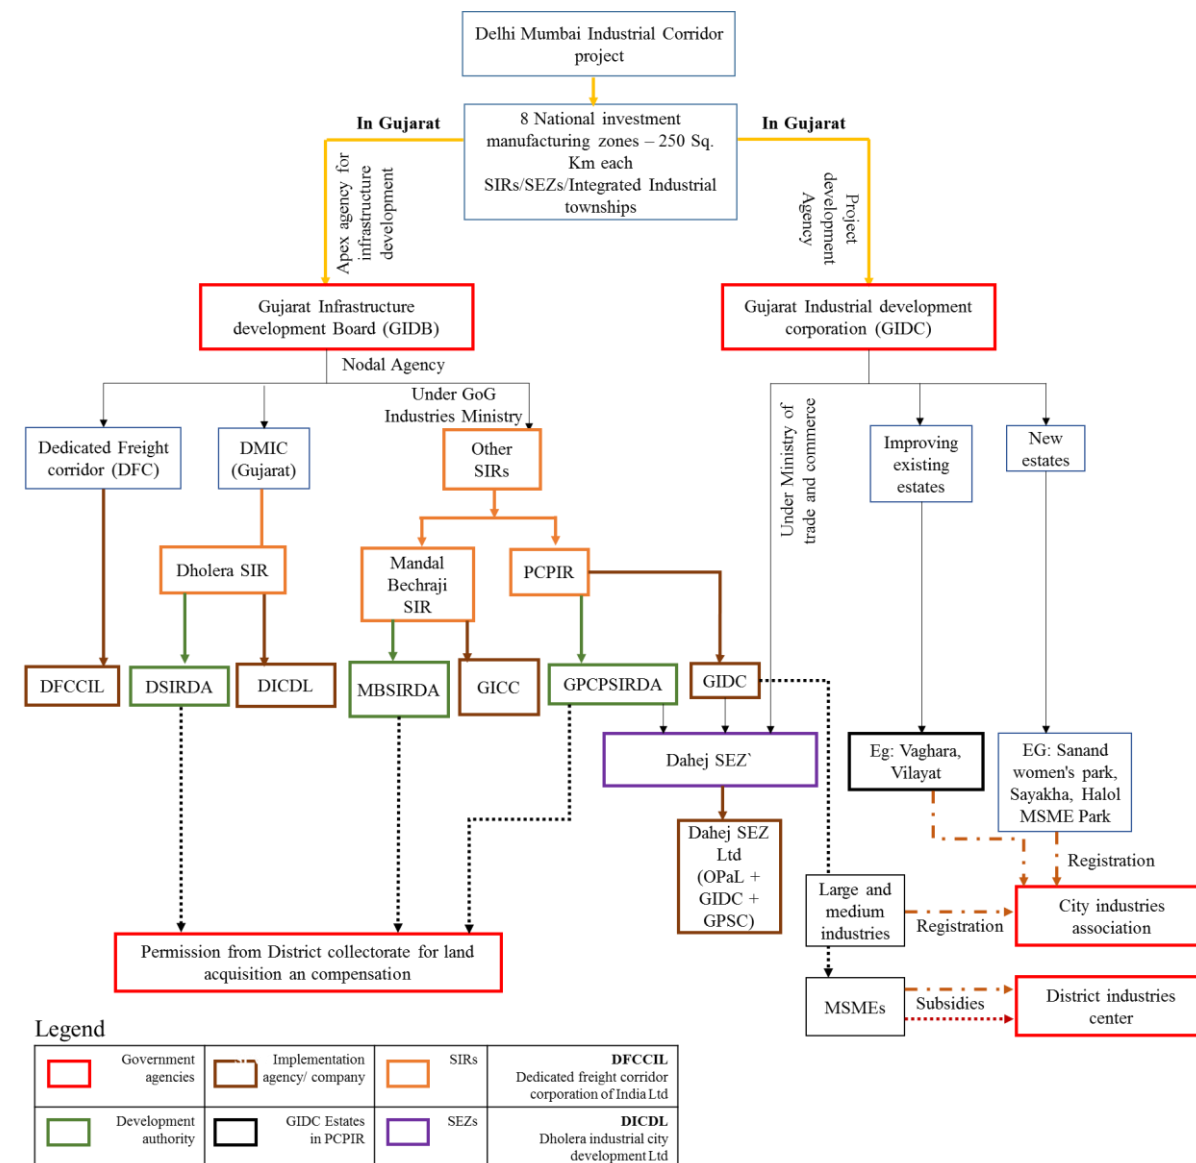 Delhi Mumbai Industrial Corridor
project
In Gujarat
In Gujarat
8 National investment
manufacturing zones – 250 Sq.
Km each
SIRs/SEZs/Integrated Industrial
townships
Apex agency for
infrastructure
development
Project
development
Agency
Gujarat Infrastructure
development Board (GIDB)
Gujarat Industrial development
corporation (GIDC)
Nodal Agency
Under GoG
Industries Ministry
Under Ministry of
trade and commerce
Dedicated Freight
corridor (DFC)
DMIC
(Gujarat)
Other
SIRs
Improving
existing
estates
New
estates
Dholera SIR
Mandal
Bechraji
SIR
PCPIR
DFCCIL
DSIRDA
DICDL
MBSIRDA
GICC
GPCPSIRDA
GIDC
Dahej SEZ`
Eg: Vaghara,
Vilayat
EG: Sanand
women's park,
Sayakha, Halol
MSME Park
Dahej SEZ
Ltd
(OPaL +
GIDC +
GPSC)
Registration
Large and
medium
industries
Registration
City industries
association
Permission from District collectorate for land
acquisition an compensation
MSMEs
Subsidies
District industries
center
Legend
Government
agencies
Implementation
agency/ company
SIRs
DFCCIL
Dedicated freight corridor
corporation of India Ltd
Development
authority
GIDC Estates
in PCPIR
SEZs
DICDL
Dholera industrial city
development Ltd